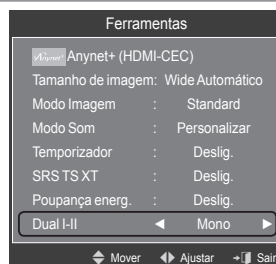 Ferramentas
Anynet+ Anynet+ (HDMI-CEC)
Tamanho de imagem: Wide Automático
Modo Imagem : Standard
Modo Som : Personalizar
Temporizador : Deslig.
SRS TS XT : Deslig.
Poupança energ. : Deslig.
Dual I-II ◄ Mono ►
Mover Ajustar Sair